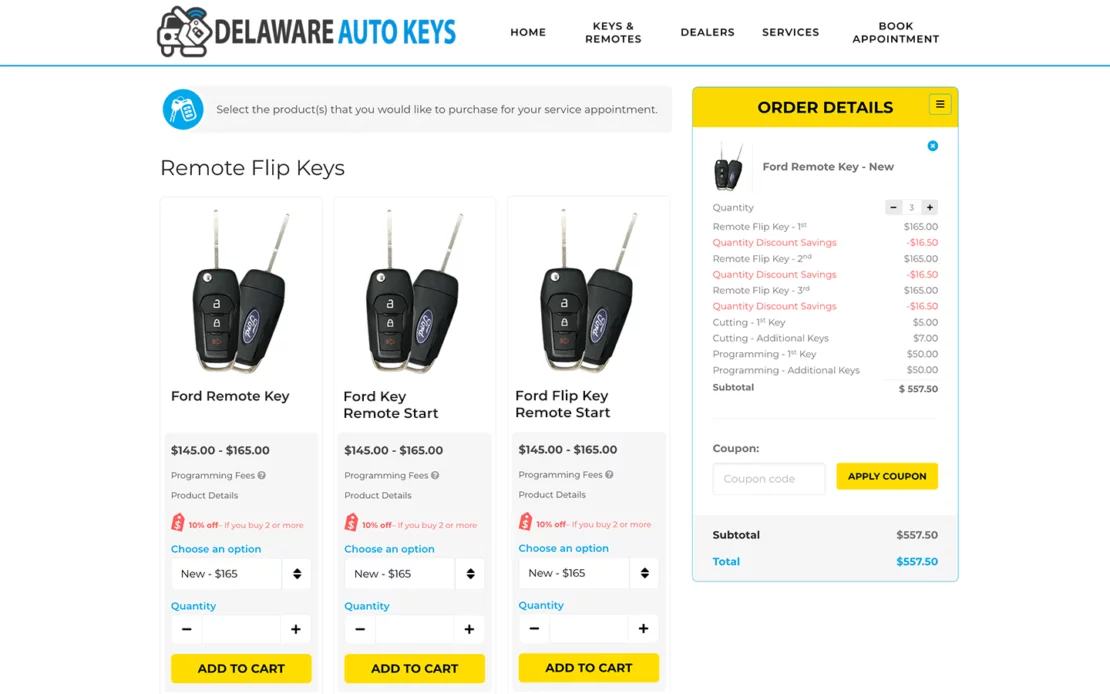 DELAWARE AUTO KEYS
HOME
KEYS &
REMOTES
DEALERS
SERVICES
BOOK
APPOINTMENT
Select the product(s) that you would like to purchase for your service appointment.
Remote Flip Keys
Ford
Ford Remote Key
$145.00 - $165.00
Programming Fees ?
Product Details
$ 10% off- If you buy 2 or more
Choose an option
New - $165
Quantity
− +
ADD TO CART
Ford
Ford Key
Remote Start
$145.00 - $165.00
Programming Fees ?
Product Details
$ 10% off- If you buy 2 or more
Choose an option
New - $165
Quantity
− +
ADD TO CART
Ford
Ford Flip Key
Remote Start
$145.00 - $165.00
Programming Fees ?
Product Details
$ 10% off- If you buy 2 or more
Choose an option
New - $165
Quantity
− +
ADD TO CART
ORDER DETAILS
Ford Remote Key - New
Quantity − 3 +
Remote Flip Key - 1st $165.00
Quantity Discount Savings -$16.50
Remote Flip Key - 2nd $165.00
Quantity Discount Savings -$16.50
Remote Flip Key - 3rd $165.00
Quantity Discount Savings -$16.50
Cutting - 1st Key $5.00
Cutting - Additional Keys $7.00
Programming - 1st Key $50.00
Programming - Additional Keys $50.00
Subtotal $ 557.50
Coupon:
Coupon code APPLY COUPON
Subtotal $557.50
Total $557.50